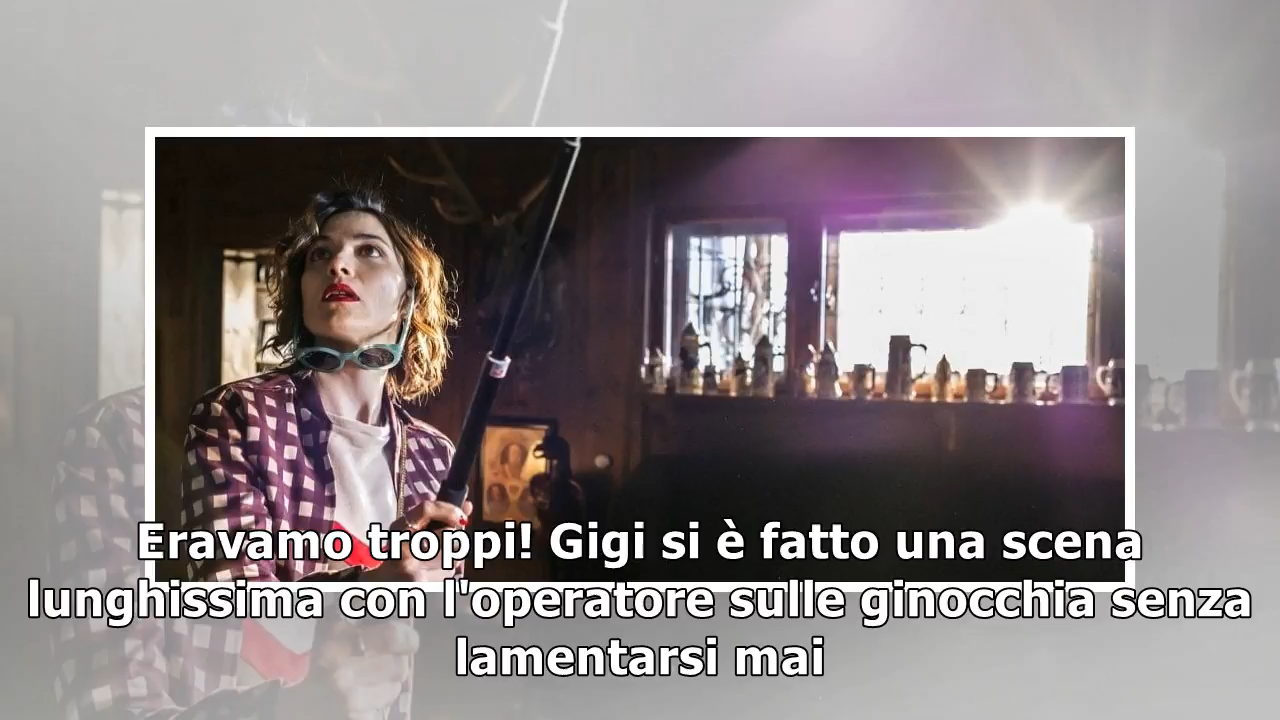 Eravamo troppi! Gigi si è fatto una scena
lunghissima con l'operatore sulle ginocchia senza
lamentarsi mai